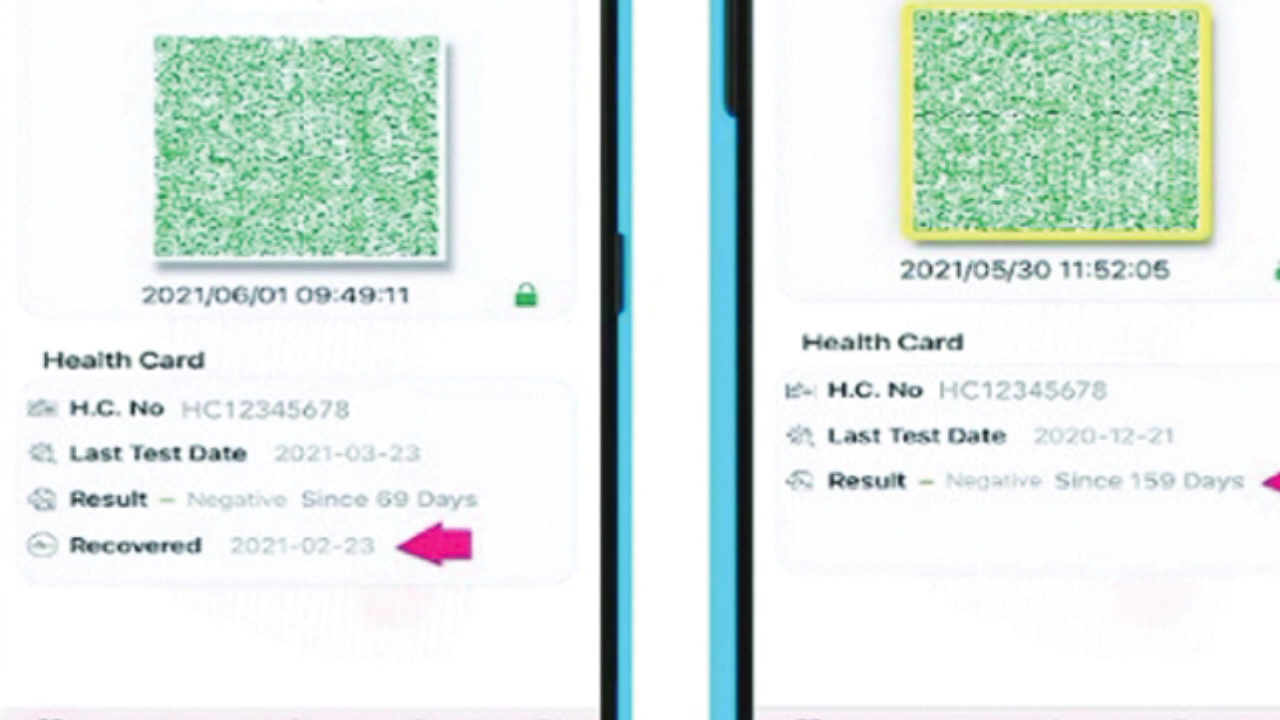 2021/06/01 09:49:11
Health Card
H.C. No HC12345678
Last Test Date 2021-03-23
Result – Negative Since 69 Days
Recovered 2021-02-23
2021/05/30 11:52:05
Health Card
H.C. No HC12345678
Last Test Date 2020-12-21
Result – Negative Since 159 Days